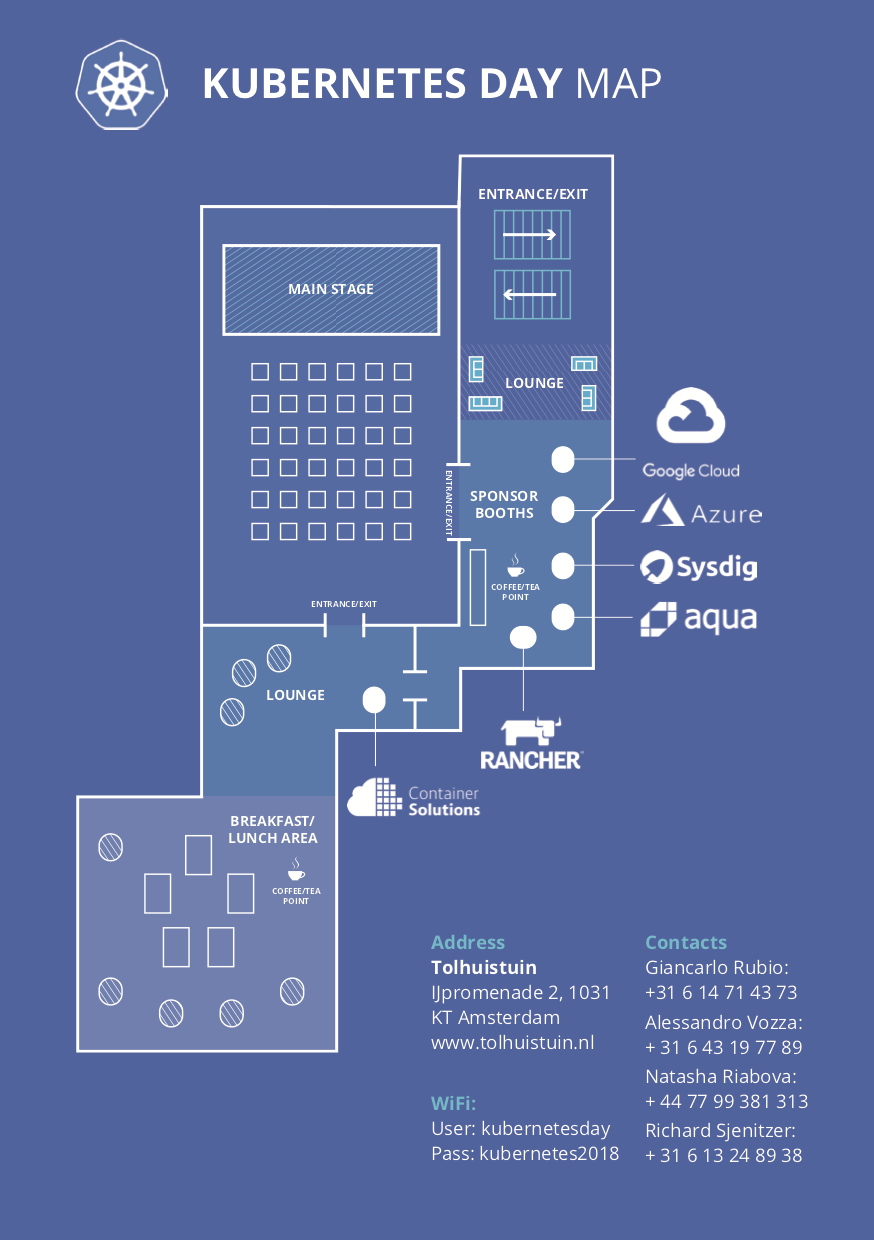 KUBERNETES DAY MAP
ENTRANCE/EXIT
MAIN STAGE
LOUNGE
Google Cloud
ENTRANCE/EXIT
SPONSOR
BOOTHS
Azure
COFFEE/TEA
POINT
Sysdig
ENTRANCE/EXIT
aqua
LOUNGE
RANCHER
Container
Solutions
BREAKFAST/
LUNCH AREA
COFFEE/TEA
POINT
Address
Tolhuistuin
IJpromenade 2, 1031
KT Amsterdam
www.tolhuistuin.nl
WiFi:
User: kubernetesday
Pass: kubernetes2018
Contacts
Giancarlo Rubio:
+31 6 14 71 43 73
Alessandro Vozza:
+ 31 6 43 19 77 89
Natasha Riabova:
+ 44 77 99 381 313
Richard Sjenitzer:
+ 31 6 13 24 89 38